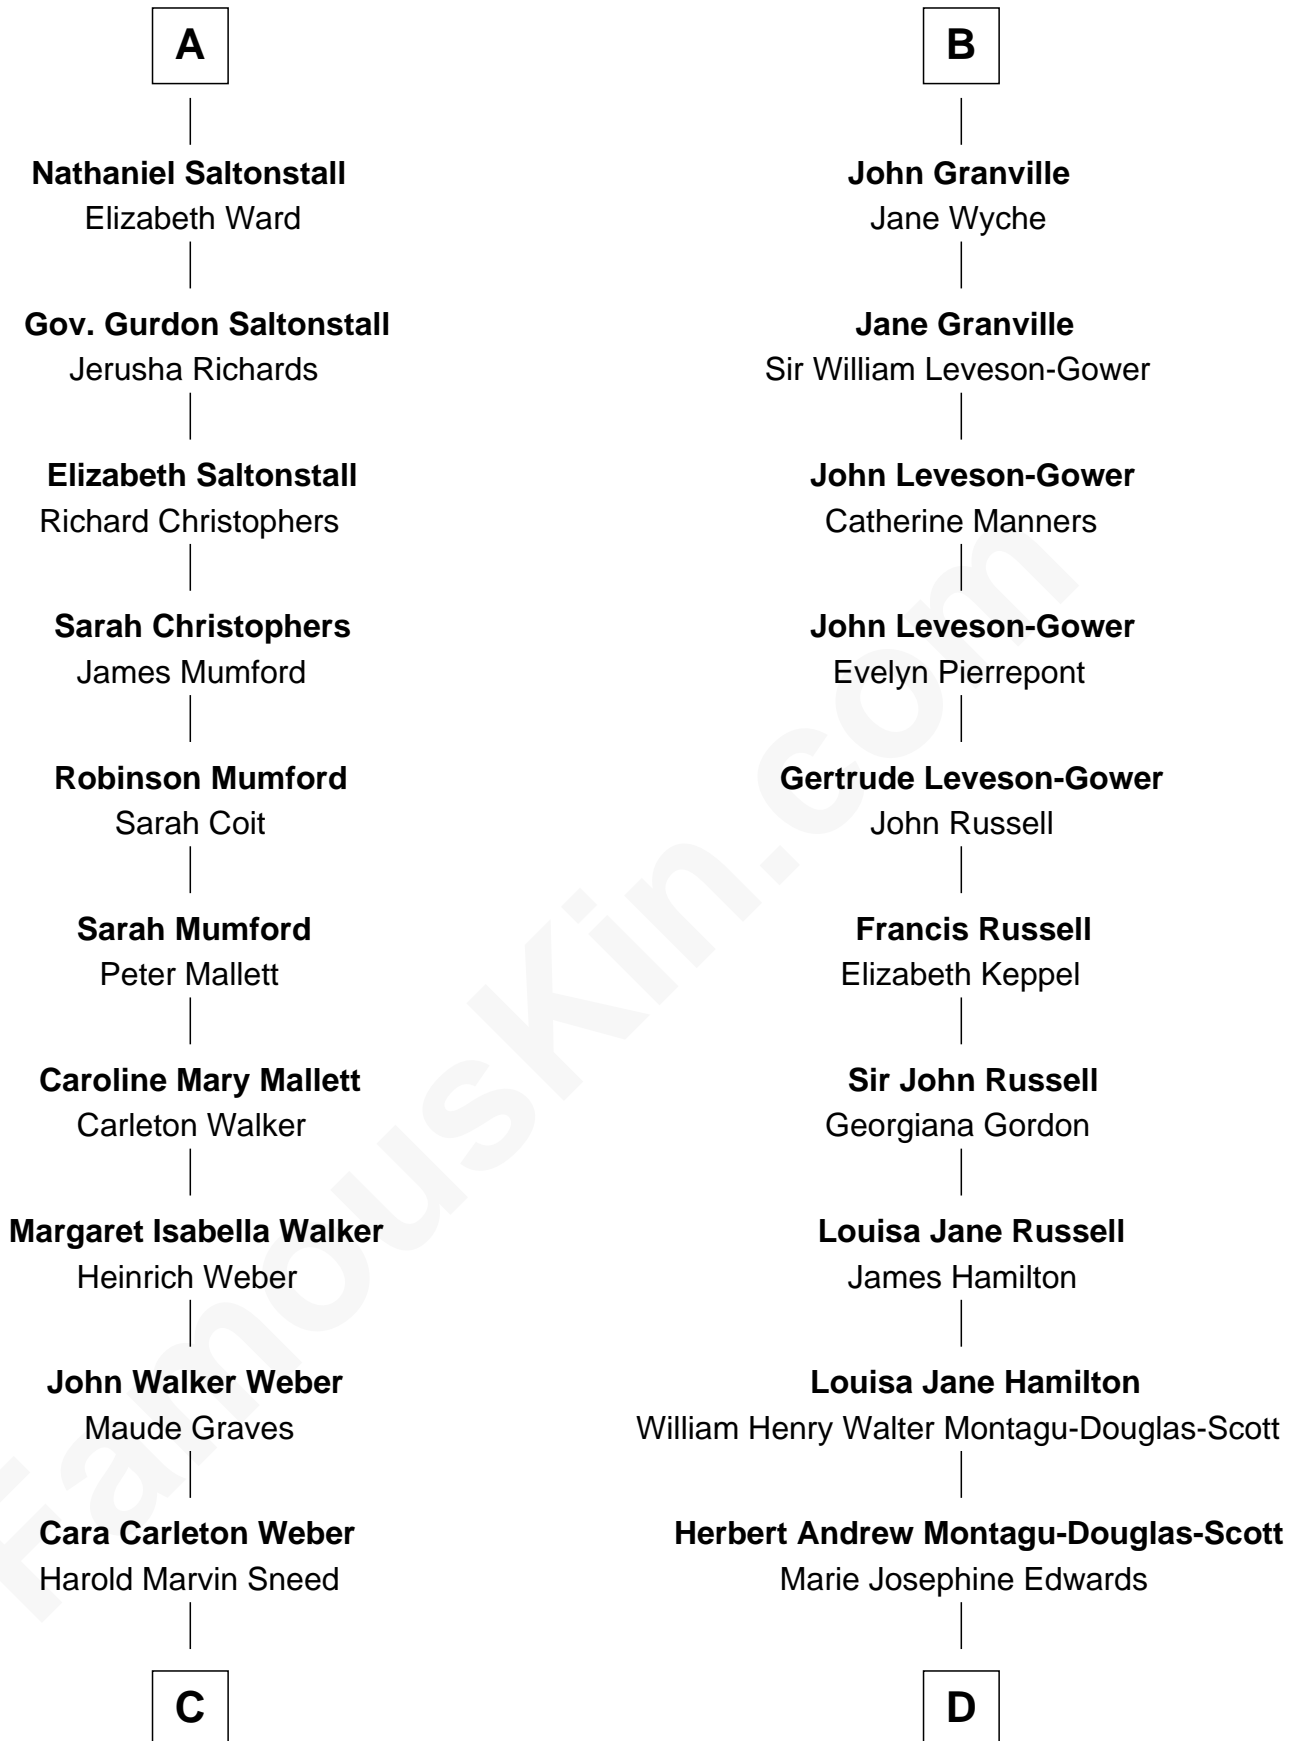 A
Nathaniel Saltonstall
Elizabeth Ward
Gov. Gurdon Saltonstall
Jerusha Richards
Elizabeth Saltonstall
Richard Christophers
Sarah Christophers
James Mumford
Robinson Mumford
Sarah Coit
Sarah Mumford
Peter Mallett
Caroline Mary Mallett
Carleton Walker
Margaret Isabella Walker
Heinrich Weber
John Walker Weber
Maude Graves
Cara Carleton Weber
Harold Marvin Sneed
C
B
John Granville
Jane Wyche
Jane Granville
Sir William Leveson-Gower
John Leveson-Gower
Catherine Manners
John Leveson-Gower
Evelyn Pierrepont
Gertrude Leveson-Gower
John Russell
Francis Russell
Elizabeth Keppel
Sir John Russell
Georgiana Gordon
Louisa Jane Russell
James Hamilton
Louisa Jane Hamilton
William Henry Walter Montagu-Douglas-Scott
Herbert Andrew Montagu-Douglas-Scott
Marie Josephine Edwards
D
FamousKin.com